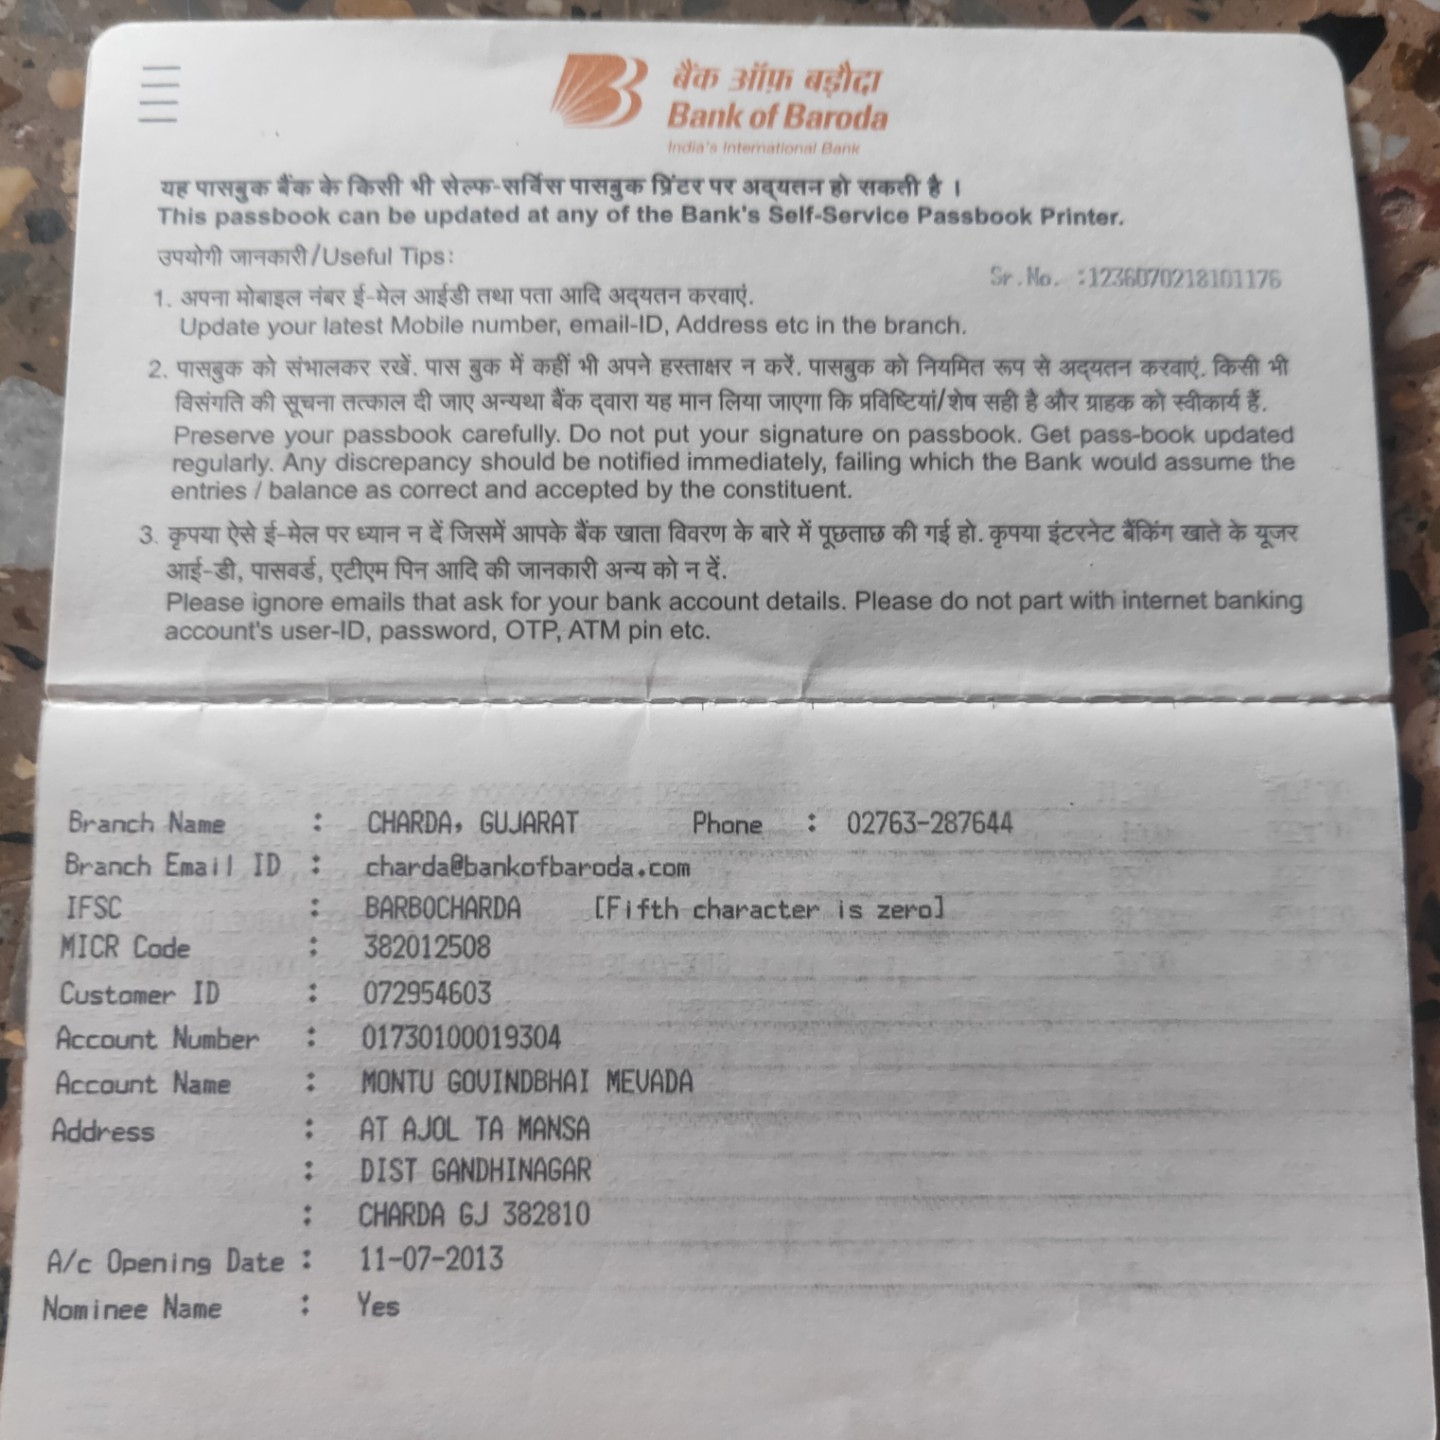 बैंक ऑफ़ बड़ौदा
Bank of Baroda
India's International Bank
यह पासबुक बैंक के किसी भी सेल्फ-सर्विस पासबुक प्रिंटर पर अद्यतन हो सकती है ।
This passbook can be updated at any of the Bank's Self-Service Passbook Printer.
उपयोगी जानकारी/Useful Tips:
Sr.No. :1236070218101176
1. अपना मोबाइल नंबर ई-मेल आईडी तथा पता आदि अद्यतन करवाएं.
Update your latest Mobile number, email-ID, Address etc in the branch.
2. पासबुक को संभालकर रखें. पास बुक में कहीं भी अपने हस्ताक्षर न करें. पासबुक को नियमित रूप से अद्यतन करवाएं. किसी भी
विसंगति की सूचना तत्काल दी जाए अन्यथा बैंक द्वारा यह मान लिया जाएगा कि प्रविष्टियां/शेष सही है और ग्राहक को स्वीकार्य हैं.
Preserve your passbook carefully. Do not put your signature on passbook. Get pass-book updated
regularly. Any discrepancy should be notified immediately, failing which the Bank would assume the
entries / balance as correct and accepted by the constituent.
3. कृपया ऐसे ई-मेल पर ध्यान न दें जिसमें आपके बैंक खाता विवरण के बारे में पूछताछ की गई हो. कृपया इंटरनेट बैंकिंग खाते के यूजर
आई-डी, पासवर्ड, एटीएम पिन आदि की जानकारी अन्य को न दें.
Please ignore emails that ask for your bank account details. Please do not part with internet banking
account's user-ID, password, OTP, ATM pin etc.
Branch Name : CHARDA, GUJARAT Phone : 02763-287644
Branch Email ID : charda@bankofbaroda.com
IFSC : BARB0CHARDA [Fifth character is zero]
MICR Code : 382012508
Customer ID : 072954603
Account Number : 01730100019304
Account Name : MONTU GOVINDBHAI MEVADA
Address : AT AJOL TA MANSA
: DIST GANDHINAGAR
: CHARDA GJ 382810
A/c Opening Date : 11-07-2013
Nominee Name : Yes